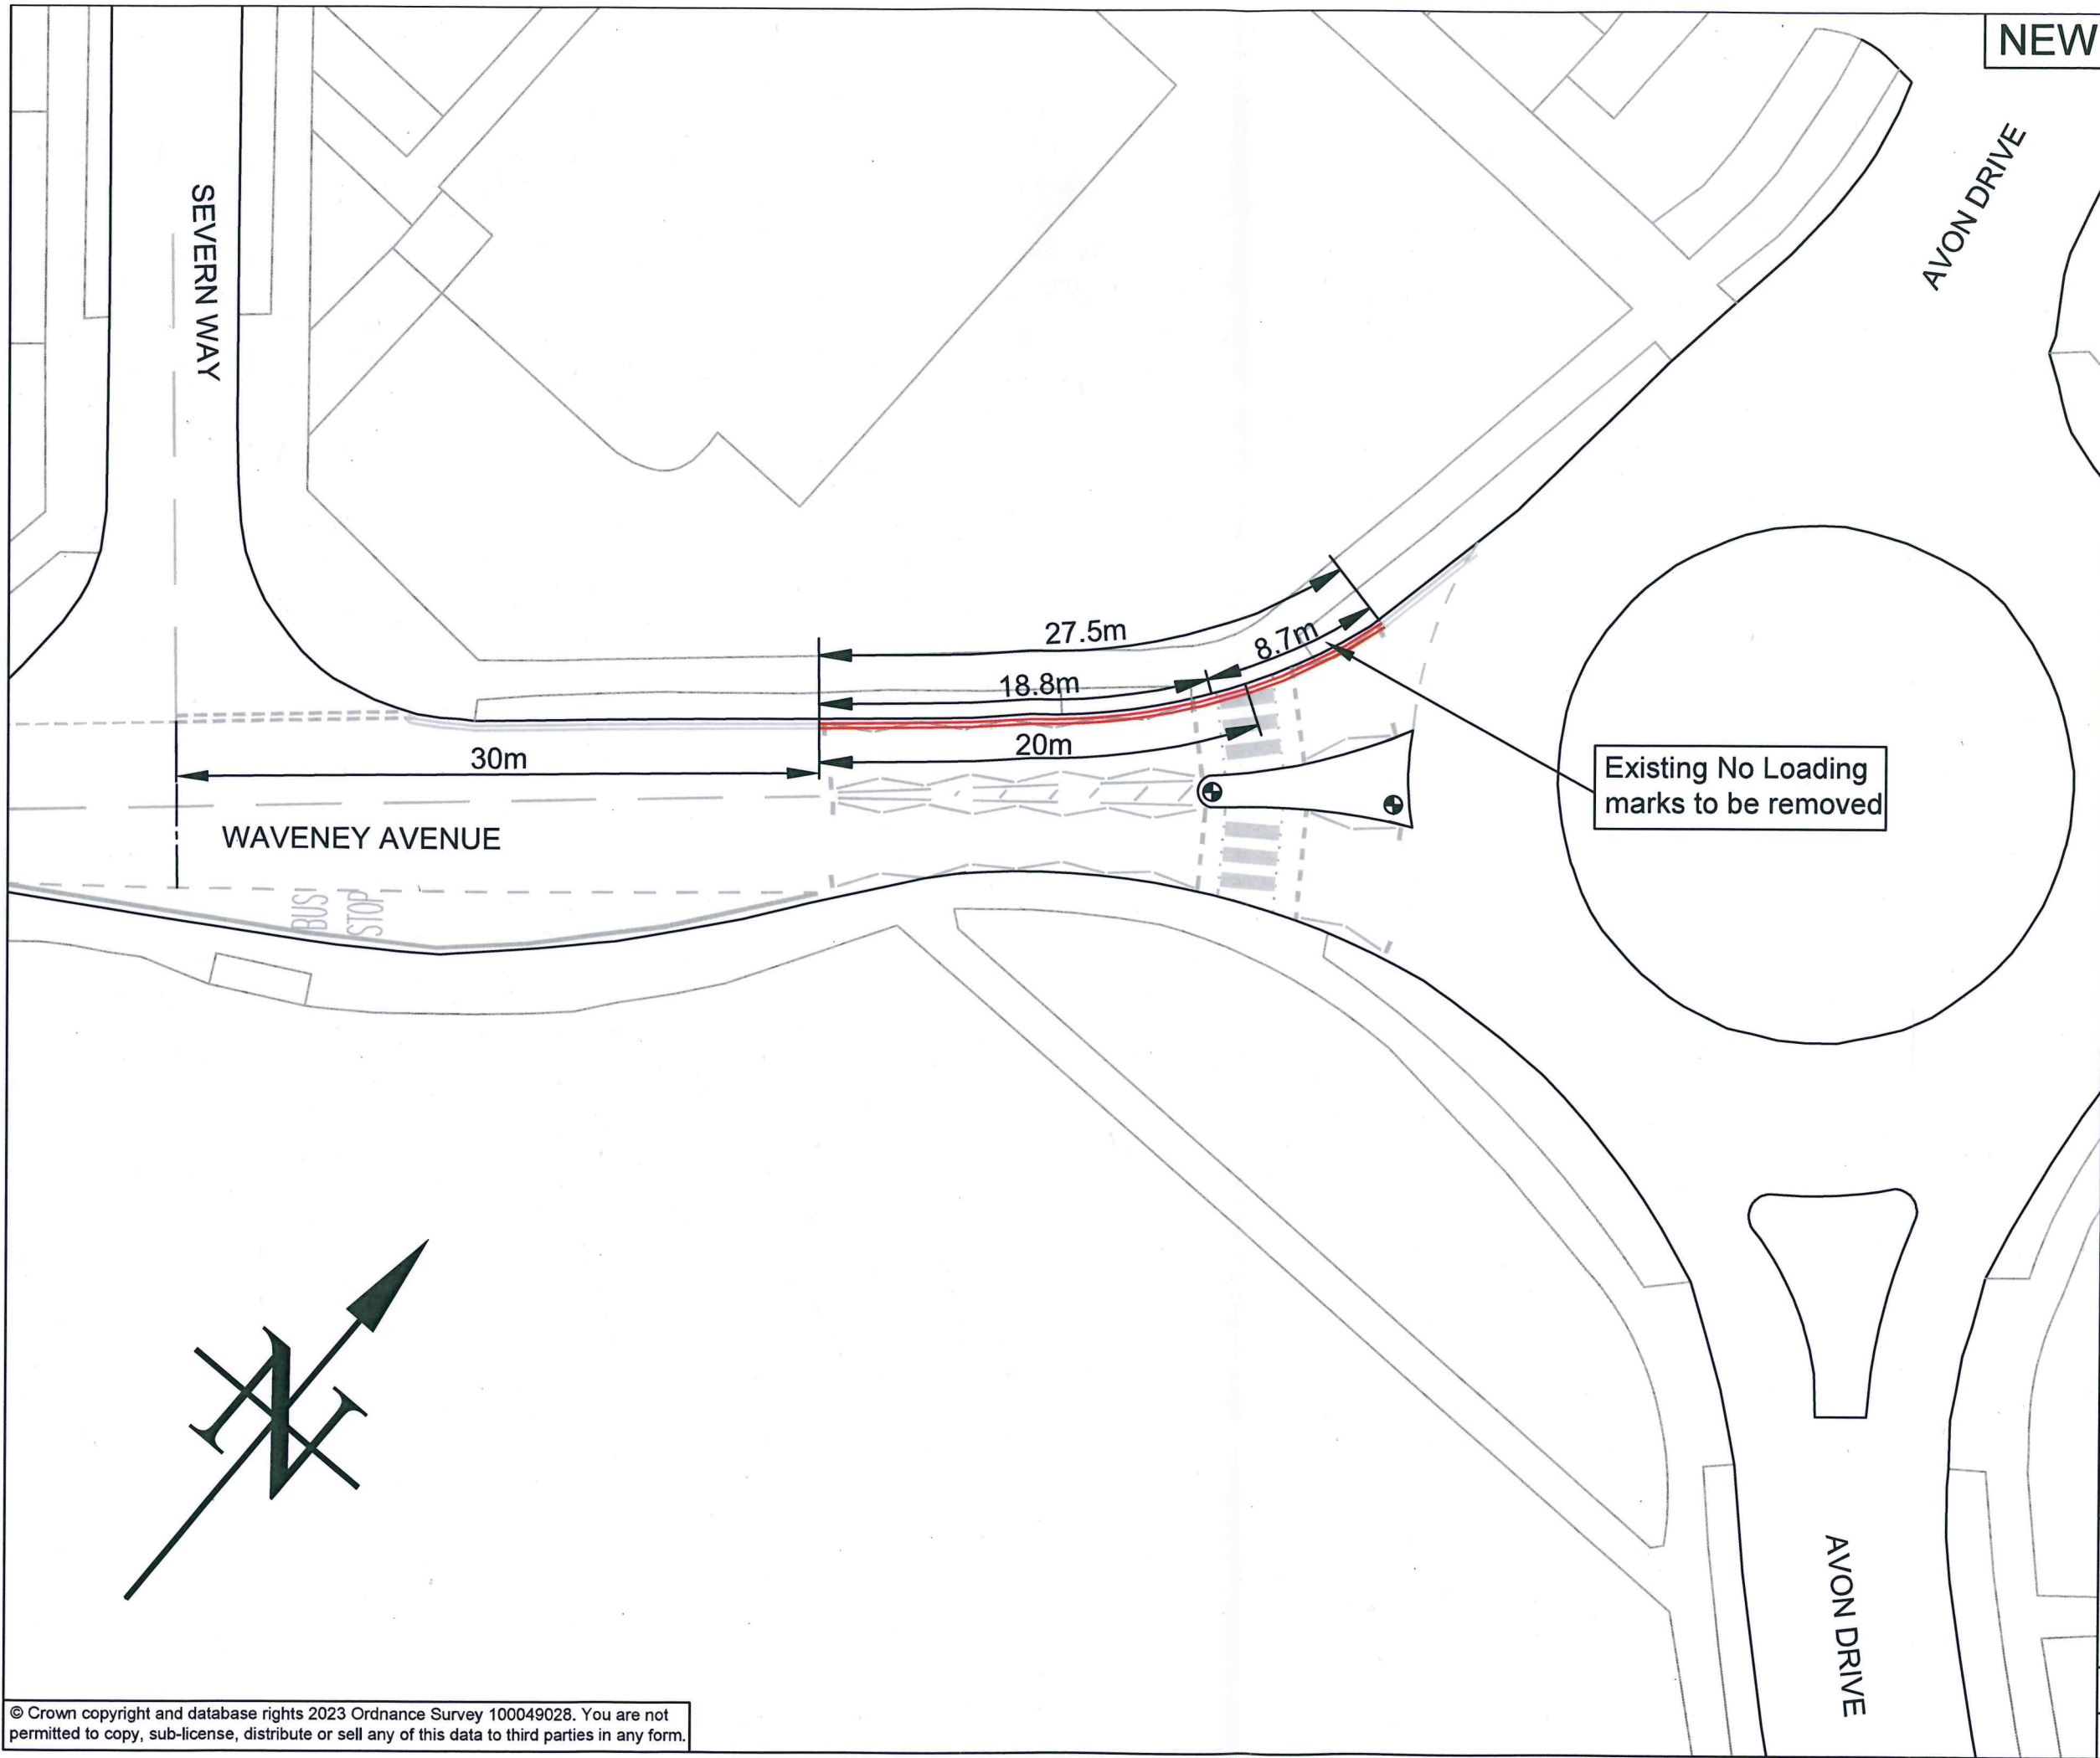 NEW
SEVERN WAY
AVON DRIVE
27.5m
8.7m
18.8m
20m
30m
Existing No Loading
marks to be removed
WAVENEY AVENUE
BUS
STOP
N
AVON DRIVE
© Crown copyright and database rights 2023 Ordnance Survey 100049028. You are not
permitted to copy, sub-license, distribute or sell any of this data to third parties in any form.